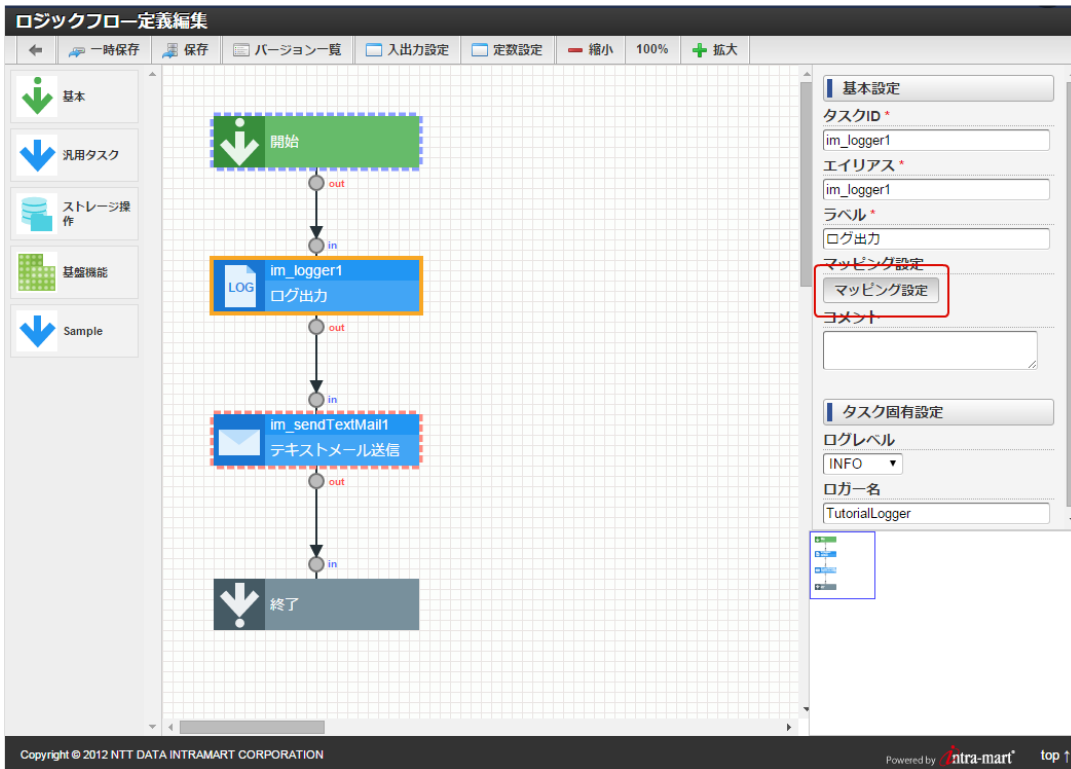 ロジックフロー定義編集
一時保存 保存 バージョン一覧 入出力設定 定数設定 縮小 100% 拡大
基本
汎用タスク
ストレージ操
作
基盤機能
Sample
開始
out
in
im_logger1
LOG
ログ出力
out
in
im_sendTextMail1
テキストメール送信
out
in
終了
基本設定
タスクID *
im_logger1
エイリアス *
im_logger1
ラベル *
ログ出力
マッピング設定
マッピング設定
コメント
タスク固有設定
ログレベル
INFO
ロガー名
TutorialLogger
Copyright © 2012 NTT DATA INTRAMART CORPORATION
Powered by intra-mart
top ↑